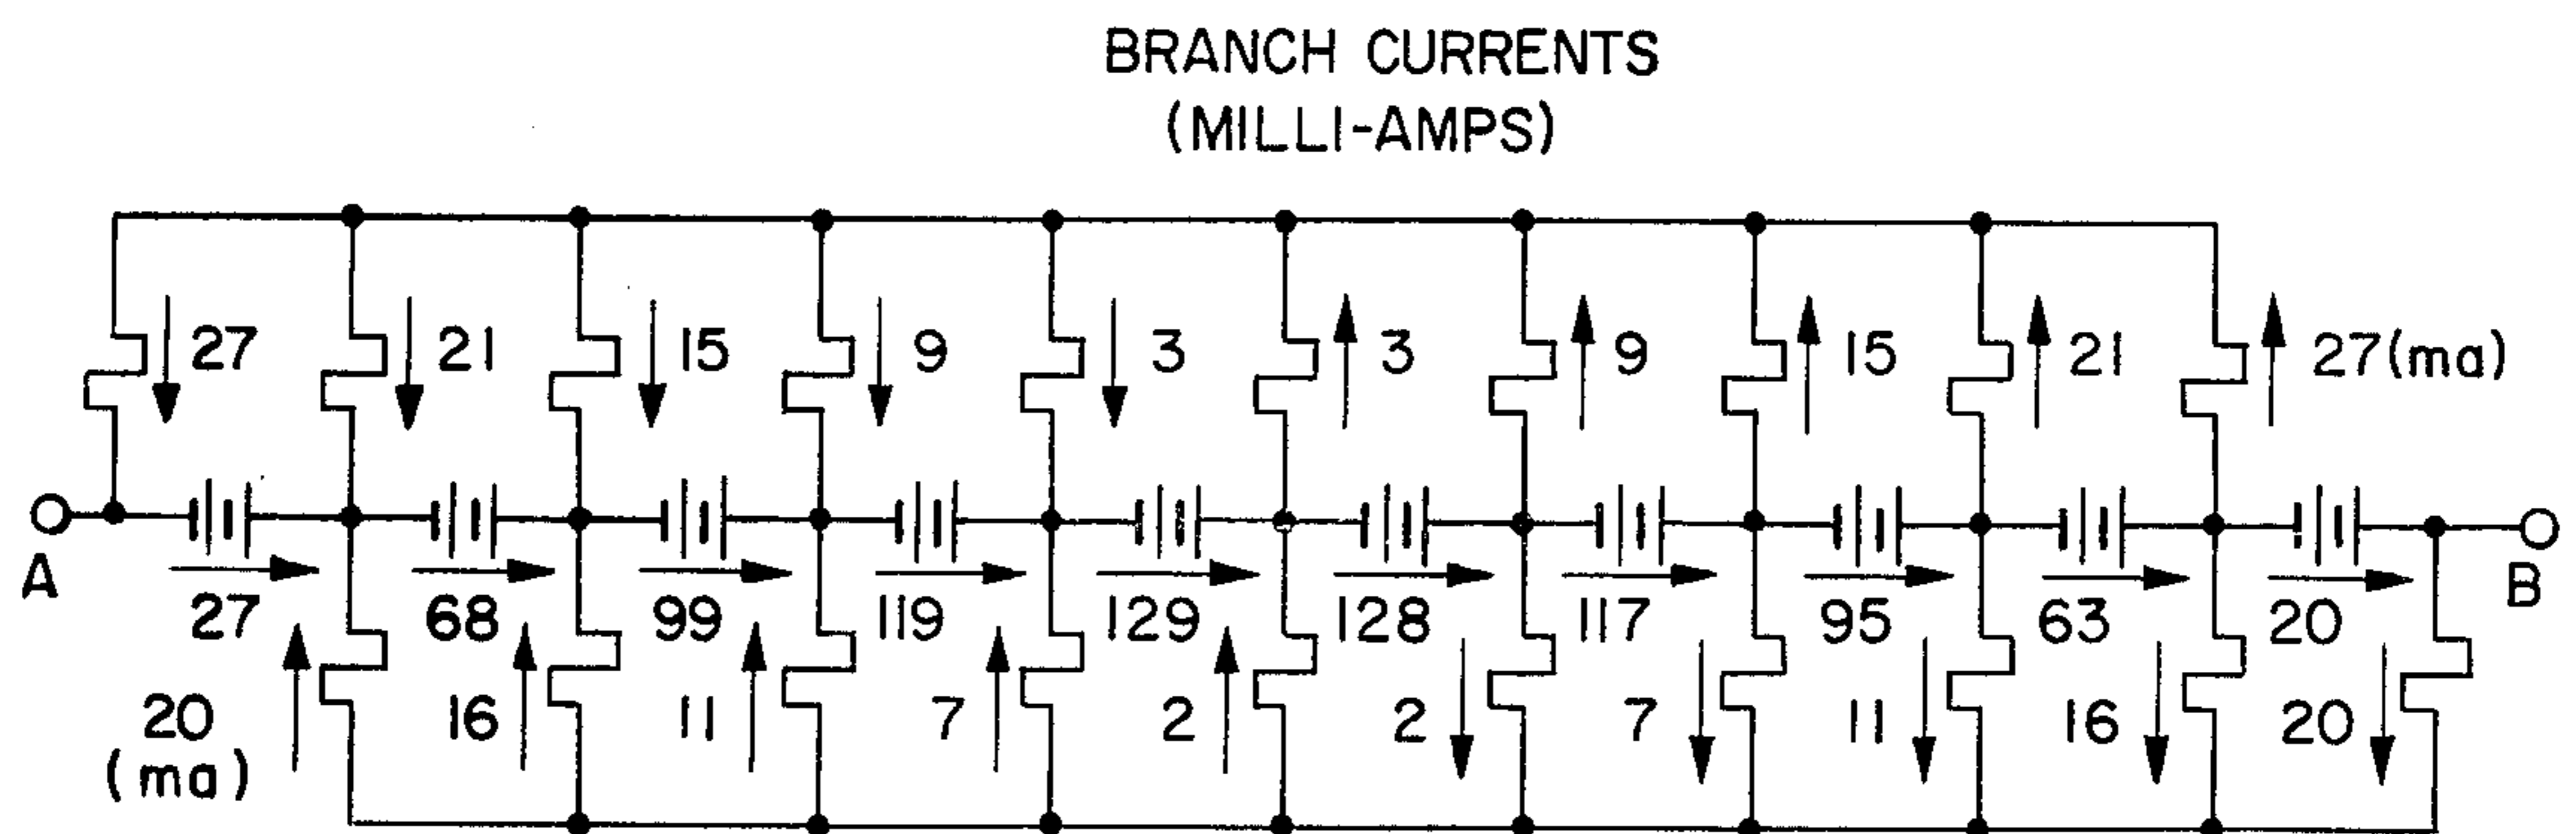 BRANCH CURRENTS
(MILLI-AMPS)
27 21 15 9 3 3 9 15 21 27(ma)
A B
27 68 99 119 129 128 117 95 63 20
20 16 11 7 2 2 7 11 16 20
(ma)